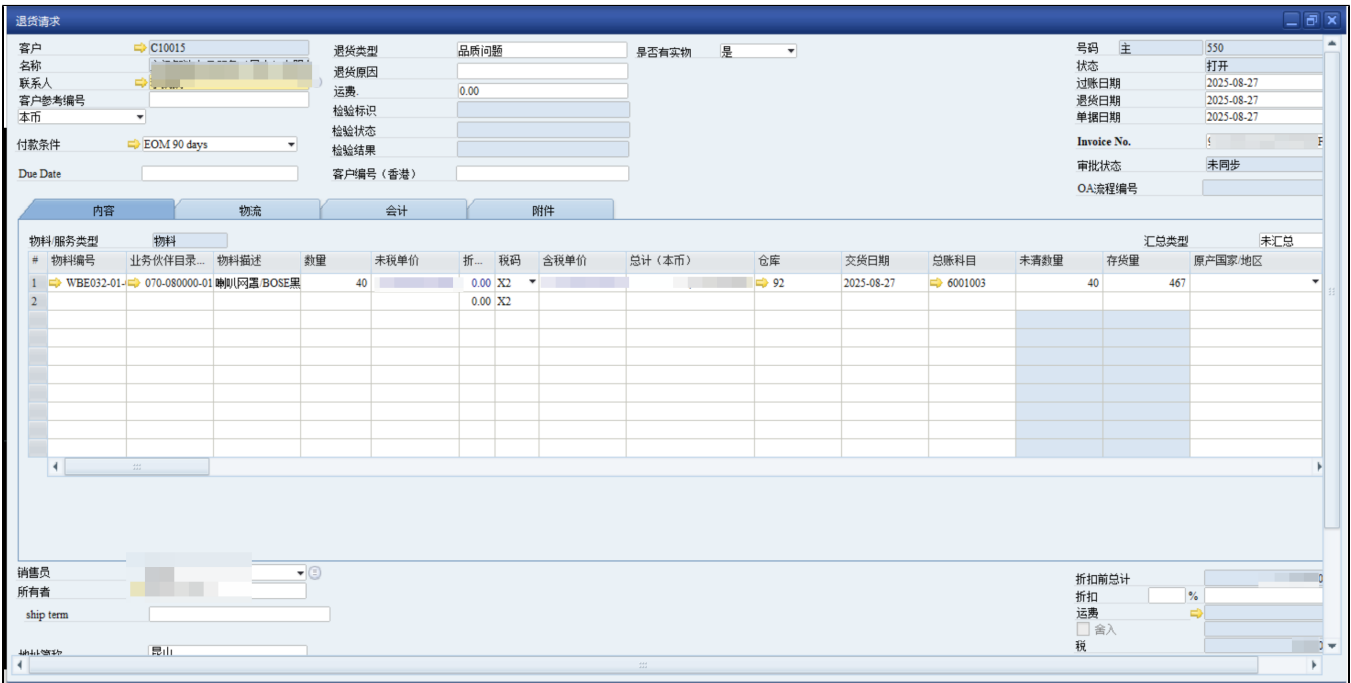 退货请求
客户 C10015 退货类型 品质问题 是否有实物 是 号码 主 550
名称 退货原因 状态 打开
联系人 运费. 0.00 过账日期 2025-08-27
客户参考编号 检验标识 退货日期 2025-08-27
本币 检验状态 单据日期 2025-08-27
付款条件 EOM 90 days 检验结果 Invoice No.
Due Date 客户编号（香港） 审批状态 未同步
OA流程编号
内容 物流 会计 附件
物料/服务类型 物料 汇总类型 未汇总
# 物料编号 业务伙伴目录... 物料描述 数量 未税单价 折... 税码 含税单价 总计（本币） 仓库 交货日期 总账科目 未清数量 存货量 原产国家/地区
1 WBE032-01- 070-080000-01 喇叭网罩/BOSE黑 40 0.00 X2 92 2025-08-27 6001003 40 467
2 0.00 X2
销售员 折扣前总计
所有者 折扣 %
ship term 运费
舍入
地址简称 昆山 税